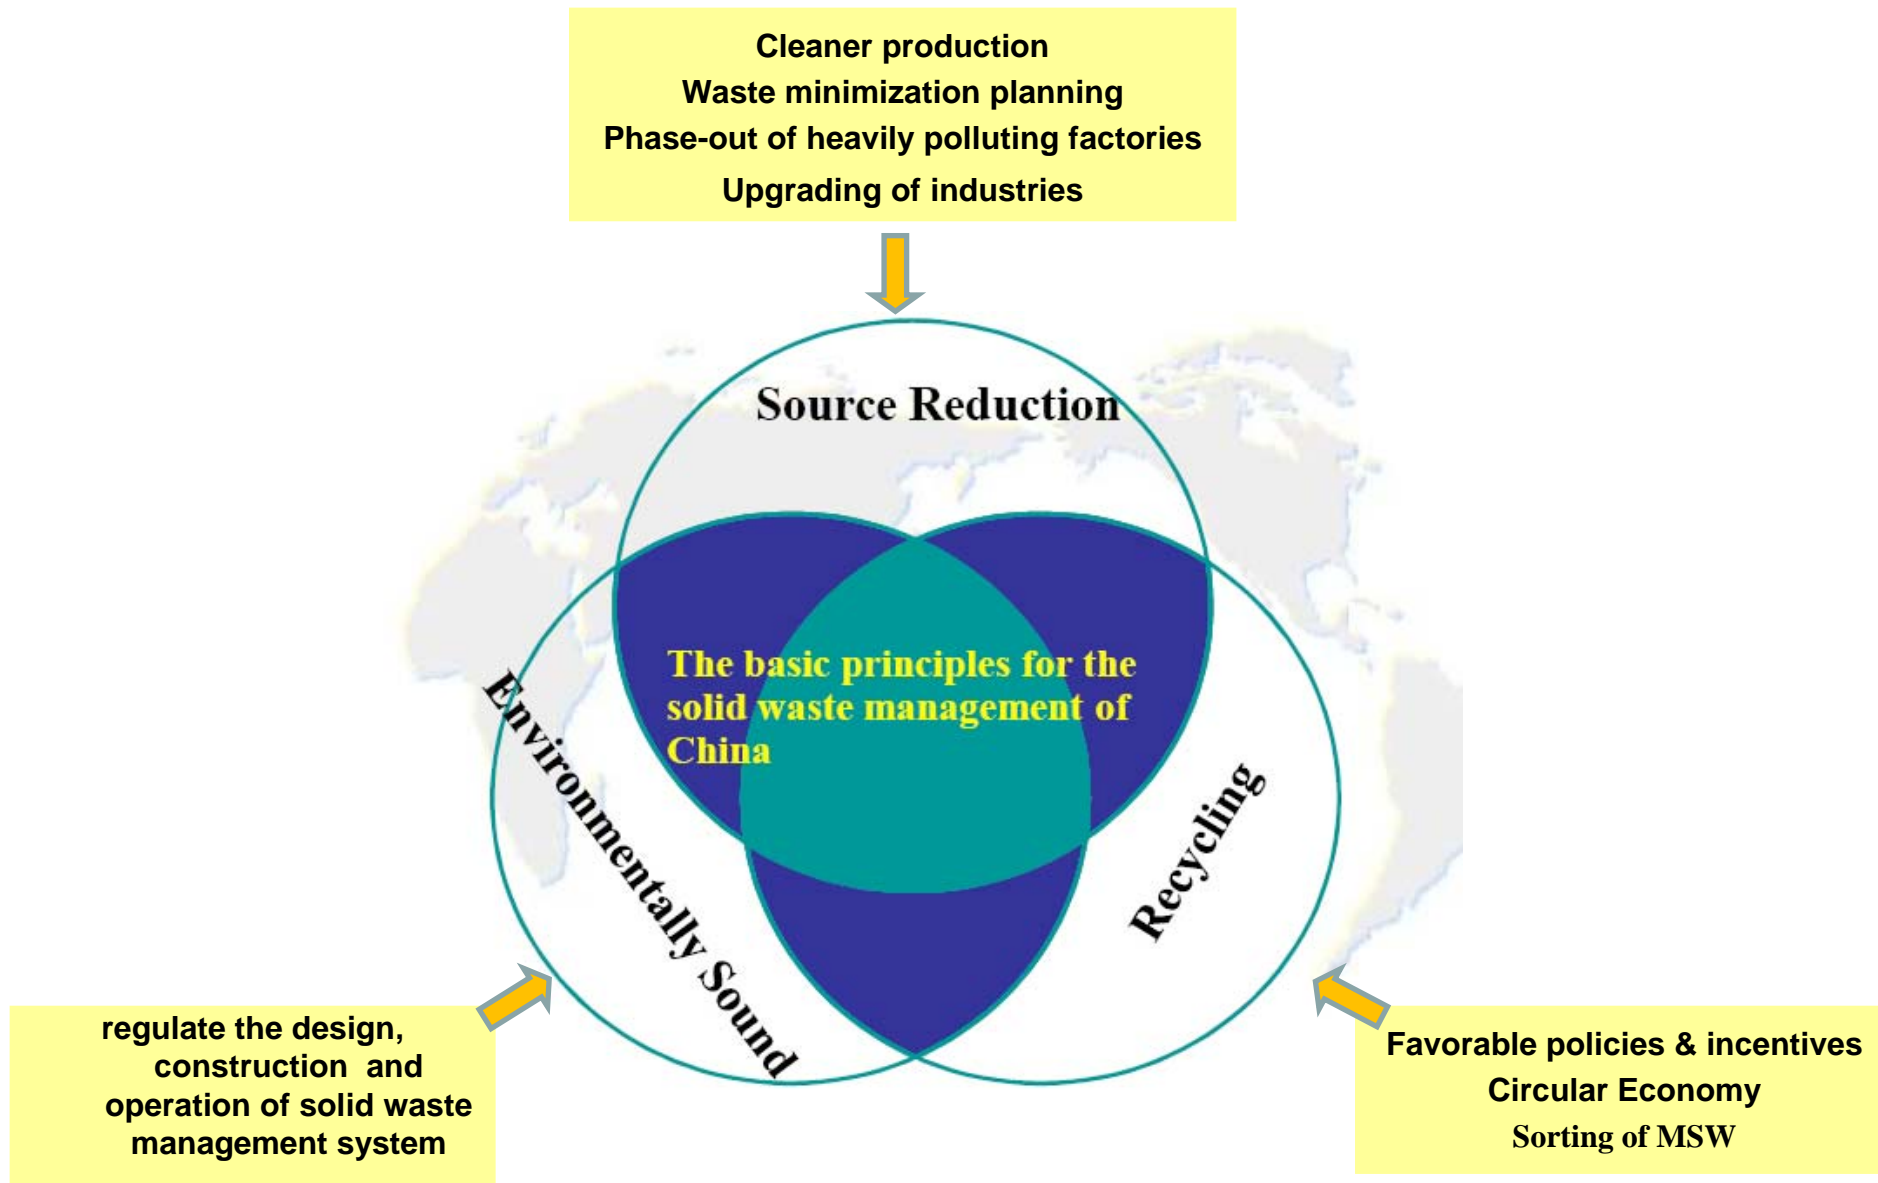 Cleaner production
Waste minimization planning
Phase-out of heavily polluting factories
Upgrading of industries
Source Reduction
The basic principles for the
solid waste management of
China
Environmentally Sound
Recycling
regulate the design,
construction and
operation of solid waste
management system
Favorable policies & incentives
Circular Economy
Sorting of MSW